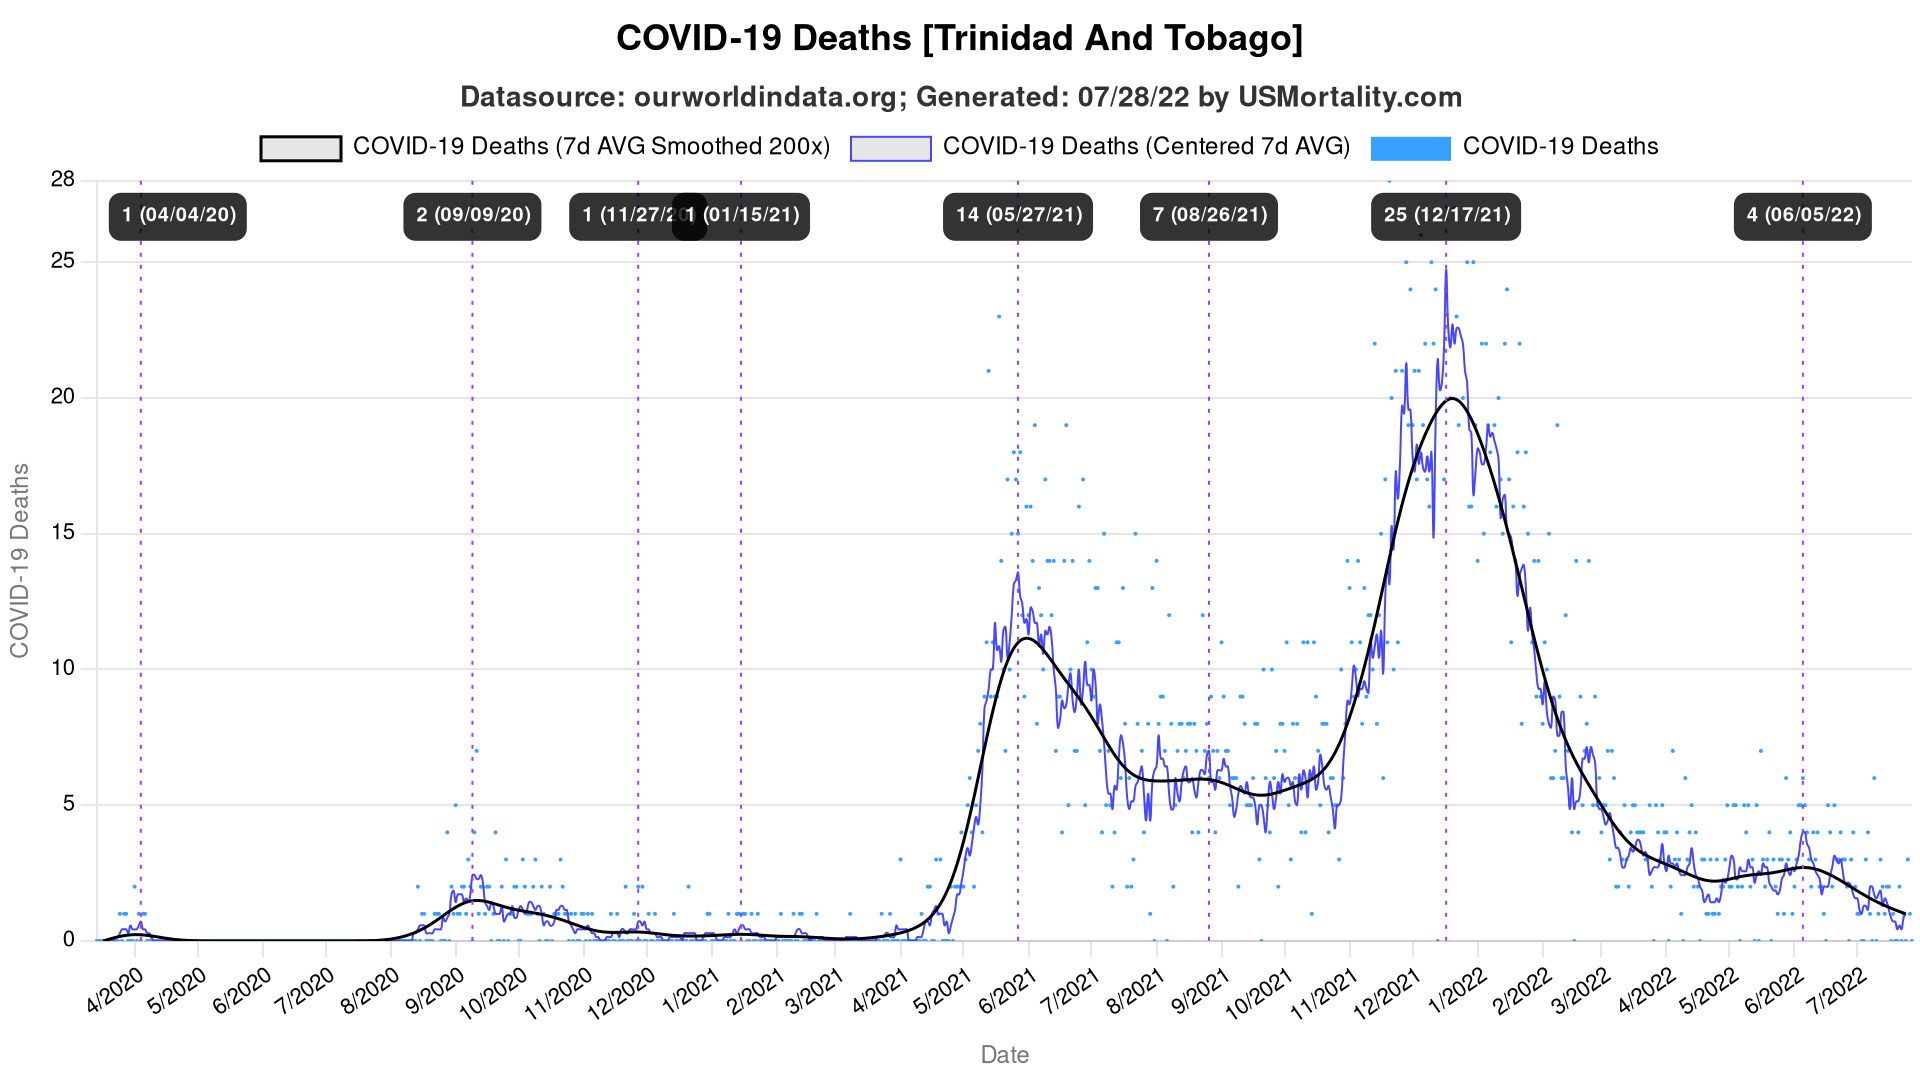 COVID-19 Deaths [Trinidad And Tobago]
Datasource: ourworldindata.org; Generated: 07/28/22 by USMortality.com
COVID-19 Deaths (7d AVG Smoothed 200x) COVID-19 Deaths (Centered 7d AVG) COVID-19 Deaths
28
1 (04/04/20) 2 (09/09/20) 1 (11/27/20) 1 (01/15/21) 14 (05/27/21) 7 (08/26/21) 25 (12/17/21) 4 (06/05/22)
25
20
15
10
5
0
COVID-19 Deaths
4/2020 5/2020 6/2020 7/2020 8/2020 9/2020 10/2020 11/2020 12/2020 1/2021 2/2021 3/2021 4/2021 5/2021 6/2021 7/2021 8/2021 9/2021 10/2021 11/2021 12/2021 1/2022 2/2022 3/2022 4/2022 5/2022 6/2022 7/2022
Date